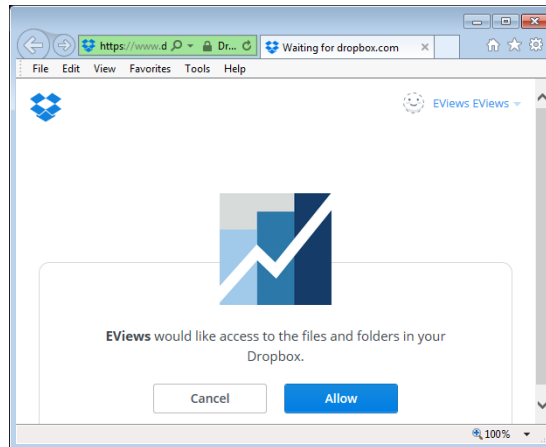 https://www.d
Dr...
Waiting for dropbox.com
File Edit View Favorites Tools Help
EViews EViews
EViews would like access to the files and folders in your
Dropbox.
Cancel
Allow
100%